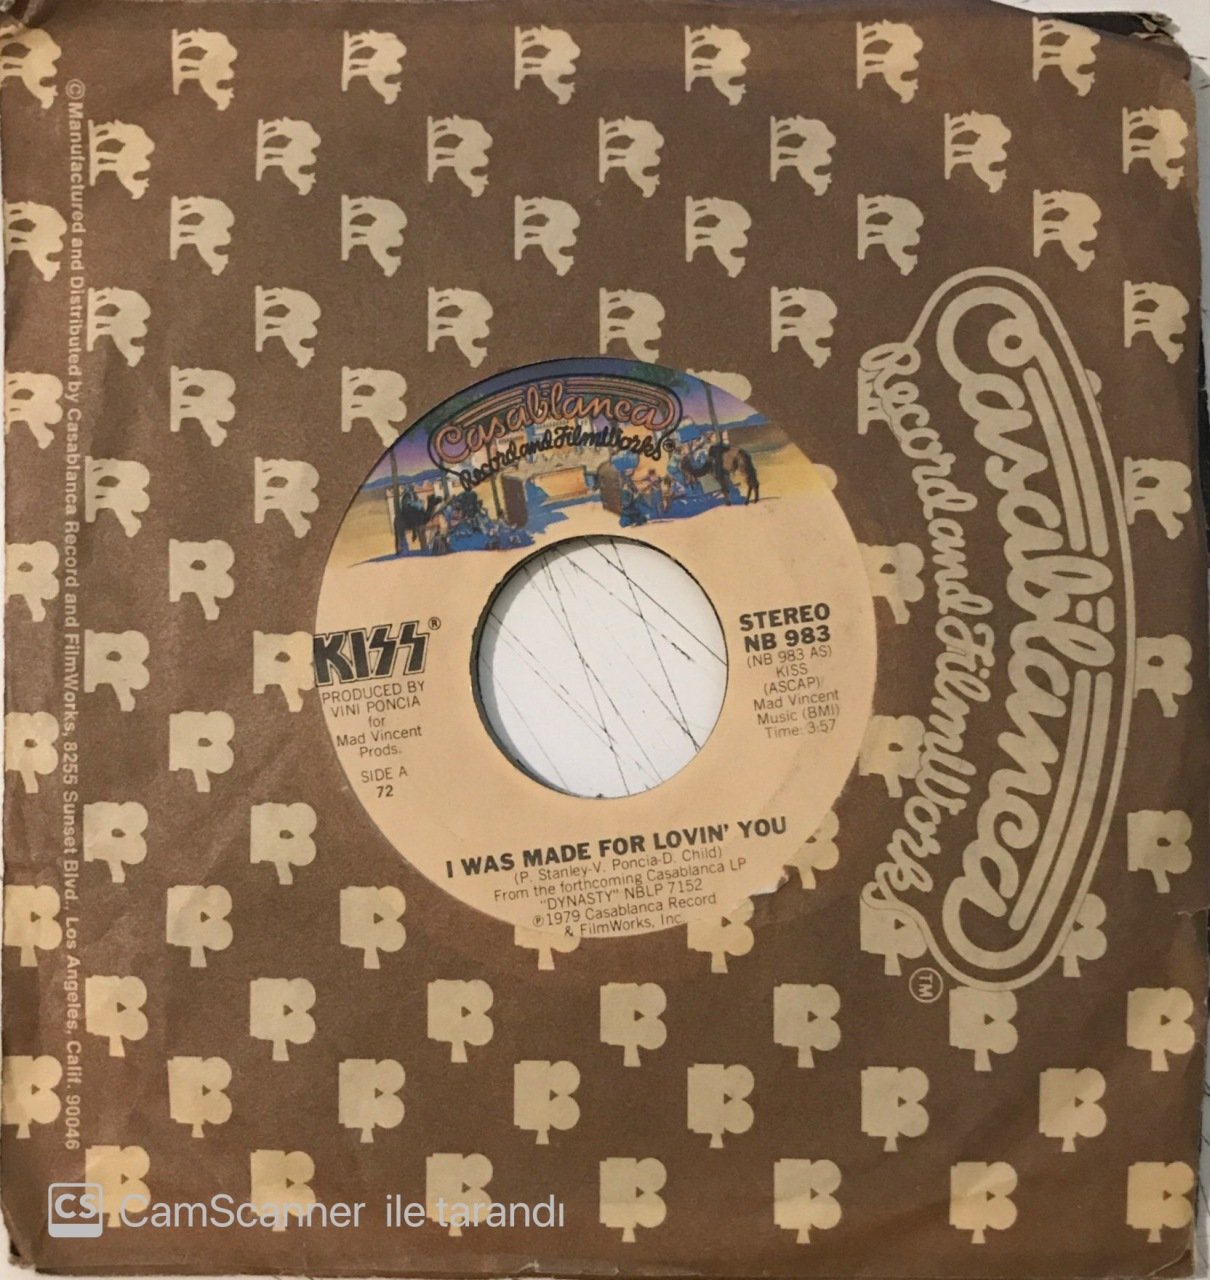 ©Manufactured and Distributed by Casablanca Record and FilmWorks, 8255 Sunset Blvd., Los Angeles, Calif. 90046
Casablanca
Record and FilmWorks
TM
Casablanca
Record and FilmWorks
KISS®
PRODUCED BY
VINI PONCIA
for
Mad Vincent
Prods.
SIDE A
72
STEREO
NB 983
(NB 983 AS)
KISS
(ASCAP)/
Mad Vincent
Music (BMI)
Time: 3:57
I WAS MADE FOR LOVIN' YOU
(P. Stanley-V. Poncia-D. Child)
From the forthcoming Casablanca LP
"DYNASTY" NBLP 7152
℗1979 Casablanca Record
& FilmWorks, Inc.
CS CamScanner ile tarandı